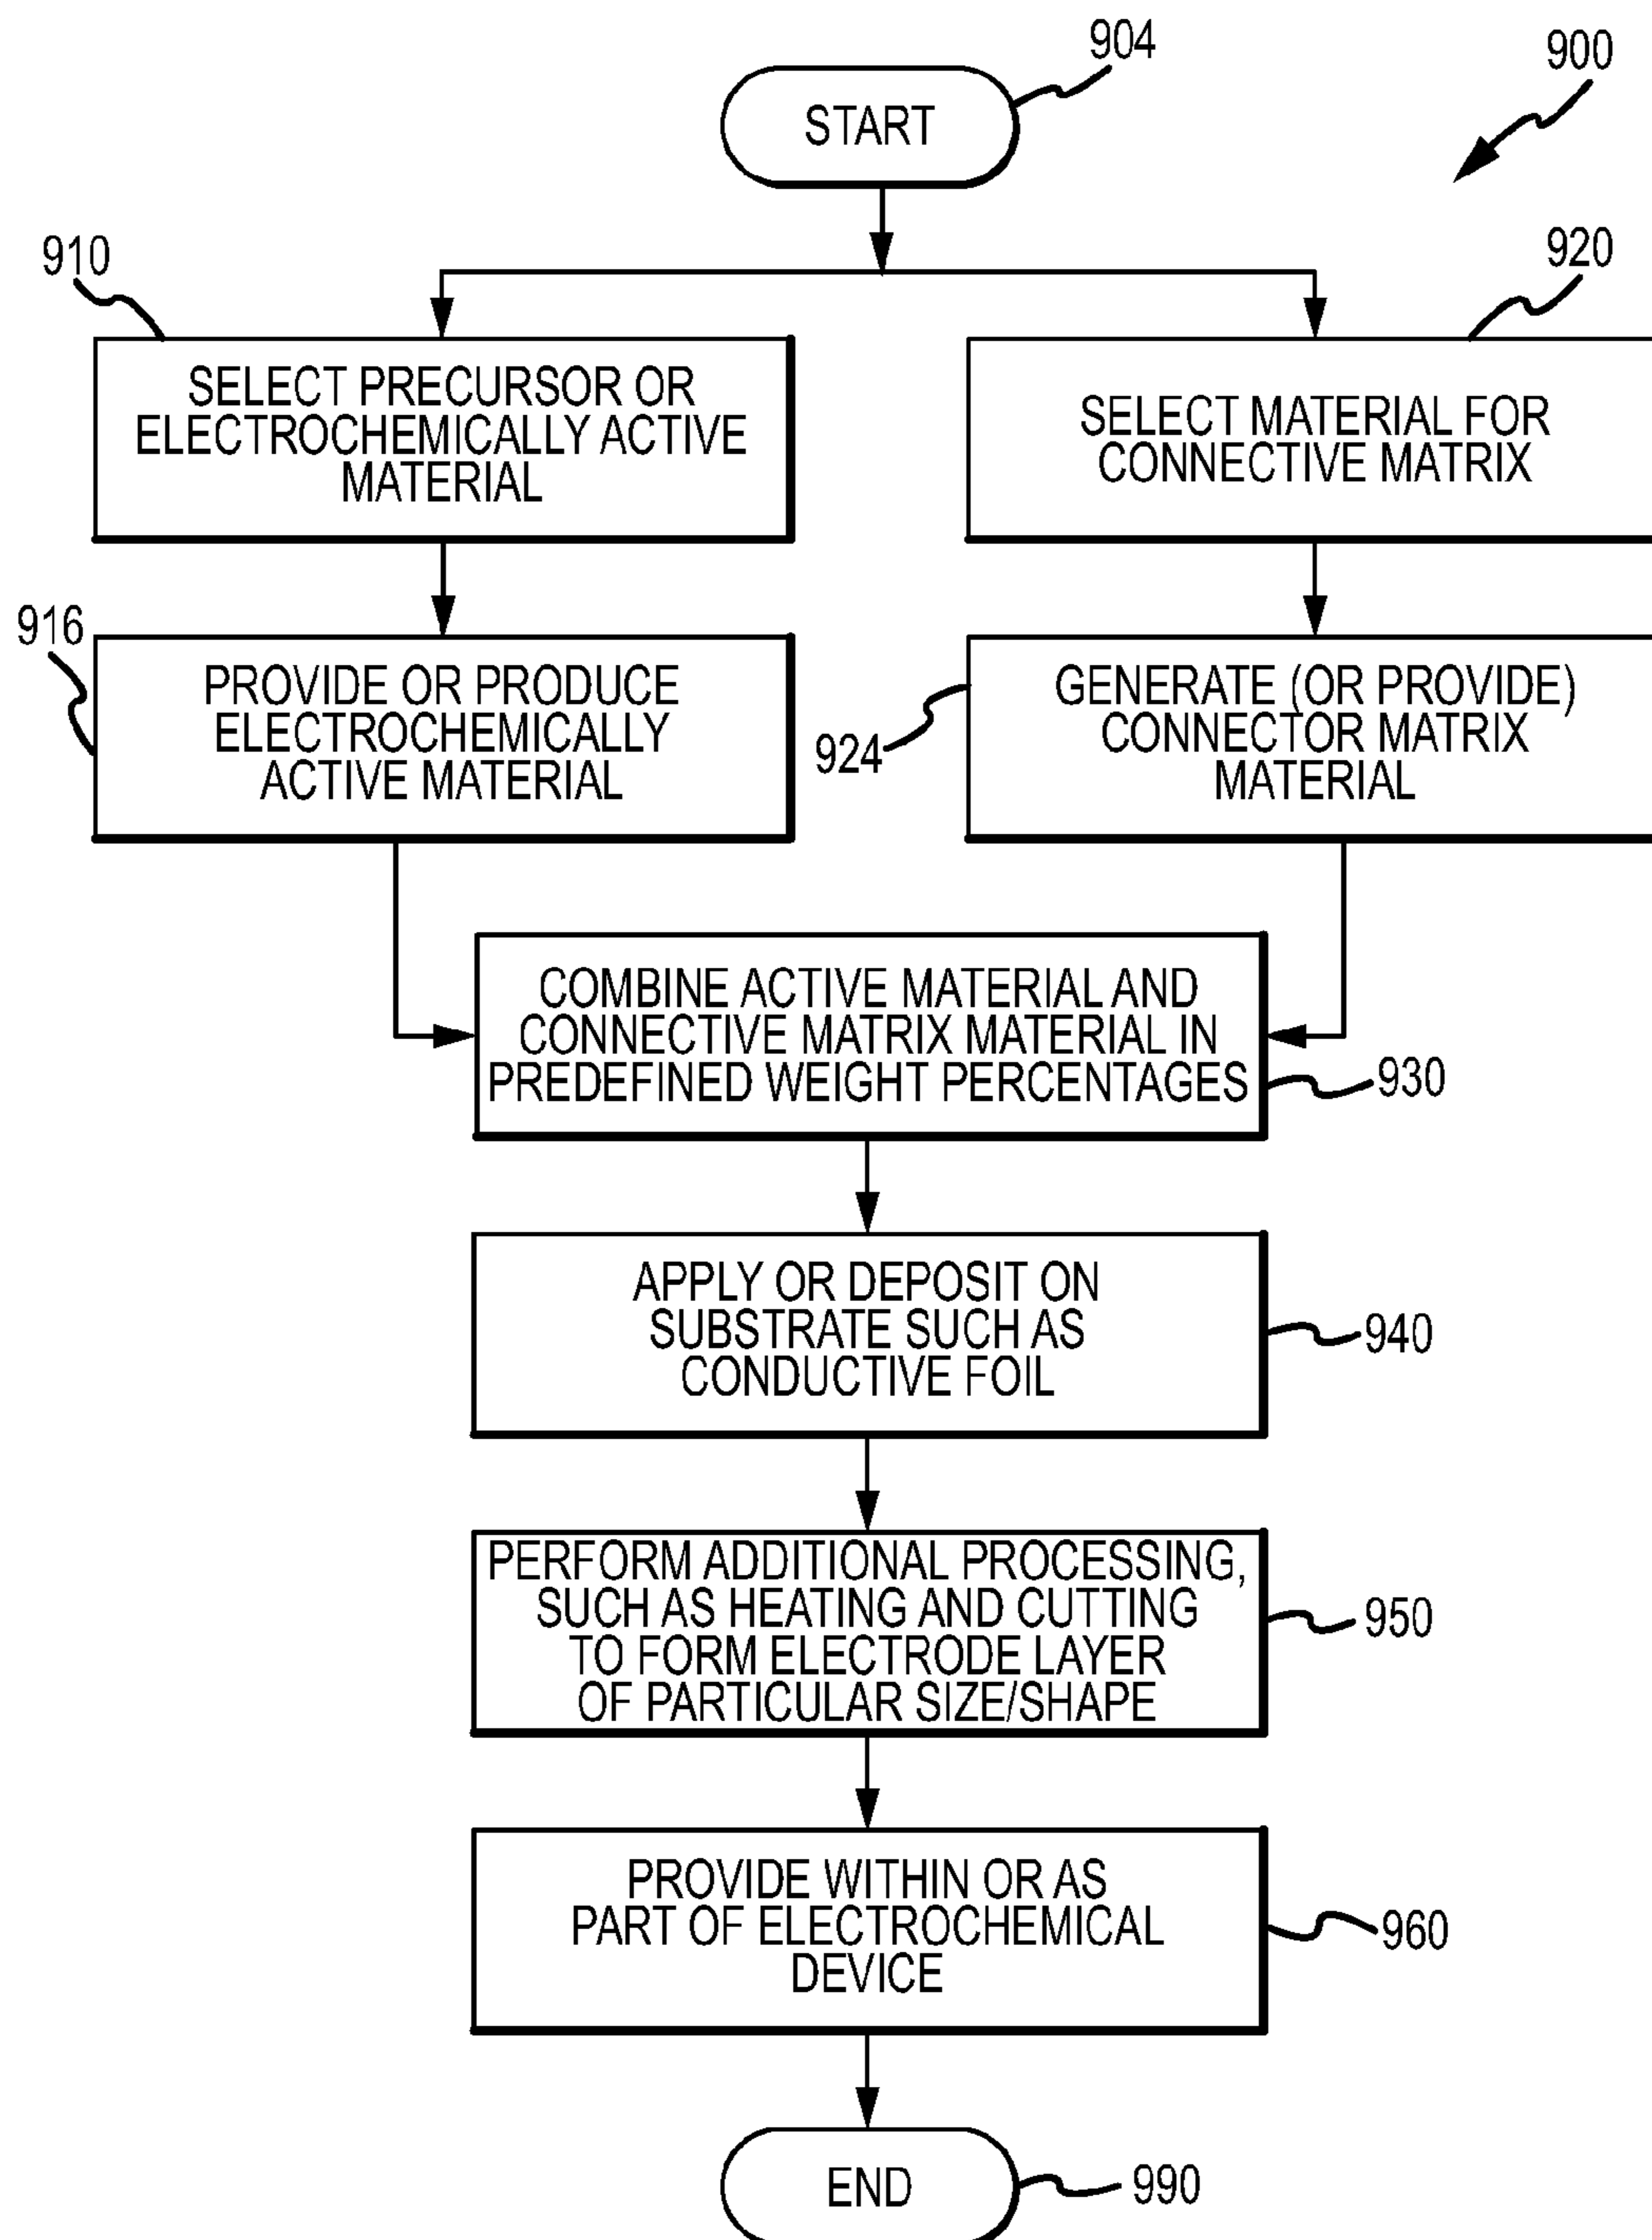 904
900
START
910
920
SELECT PRECURSOR OR
ELECTROCHEMICALLY ACTIVE
MATERIAL
SELECT MATERIAL FOR
CONNECTIVE MATRIX
916
PROVIDE OR PRODUCE
ELECTROCHEMICALLY
ACTIVE MATERIAL
924
GENERATE (OR PROVIDE)
CONNECTOR MATRIX
MATERIAL
COMBINE ACTIVE MATERIAL AND
CONNECTIVE MATRIX MATERIAL IN
PREDEFINED WEIGHT PERCENTAGES
930
APPLY OR DEPOSIT ON
SUBSTRATE SUCH AS
CONDUCTIVE FOIL
940
PERFORM ADDITIONAL PROCESSING,
SUCH AS HEATING AND CUTTING
TO FORM ELECTRODE LAYER
OF PARTICULAR SIZE/SHAPE
950
PROVIDE WITHIN OR AS
PART OF ELECTROCHEMICAL
DEVICE
960
END
990